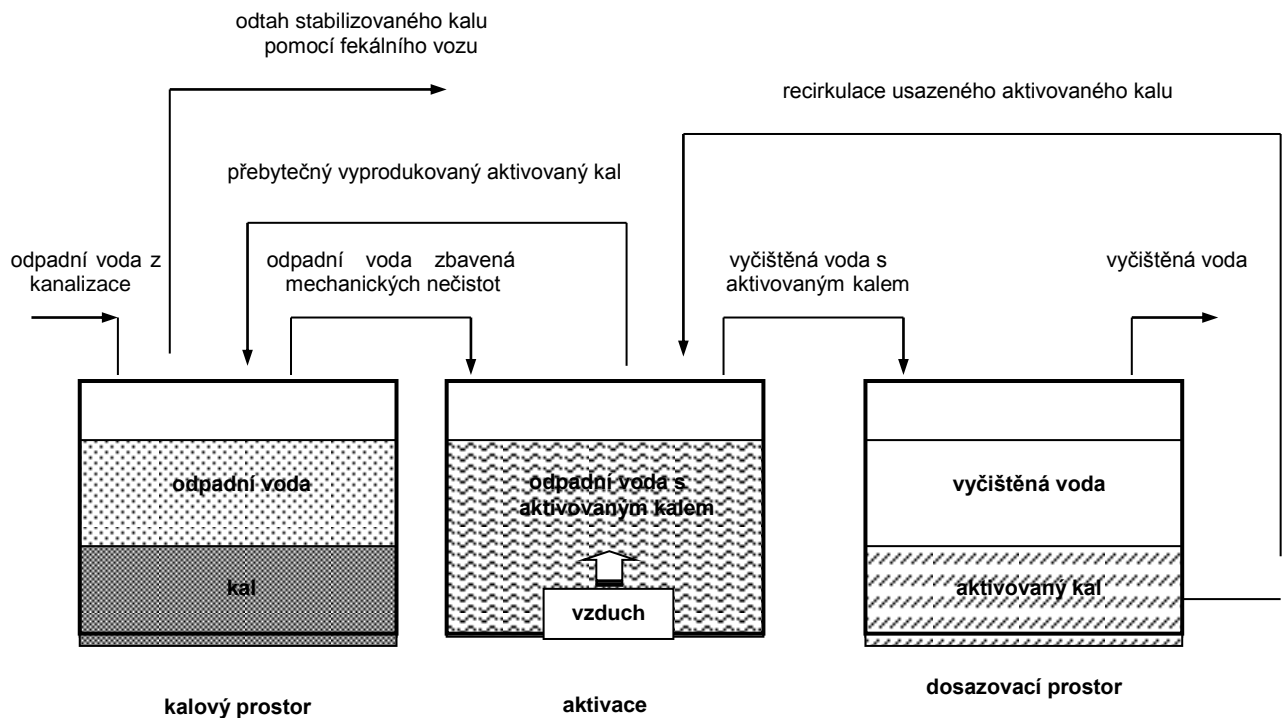 odtah stabilizovaného kalu
pomocí fekálního vozu
recirkulace usazeného aktivovaného kalu
přebytečný vyprodukovaný aktivovaný kal
odpadní voda z
kanalizace
odpadní voda zbavená
mechanických nečistot
vyčištěná voda s
aktivovaným kalem
vyčištěná voda
odpadní voda
odpadní voda s
aktivovaným kalem
vyčištěná voda
kal
vzduch
aktivovaný kal
kalový prostor
aktivace
dosazovací prostor